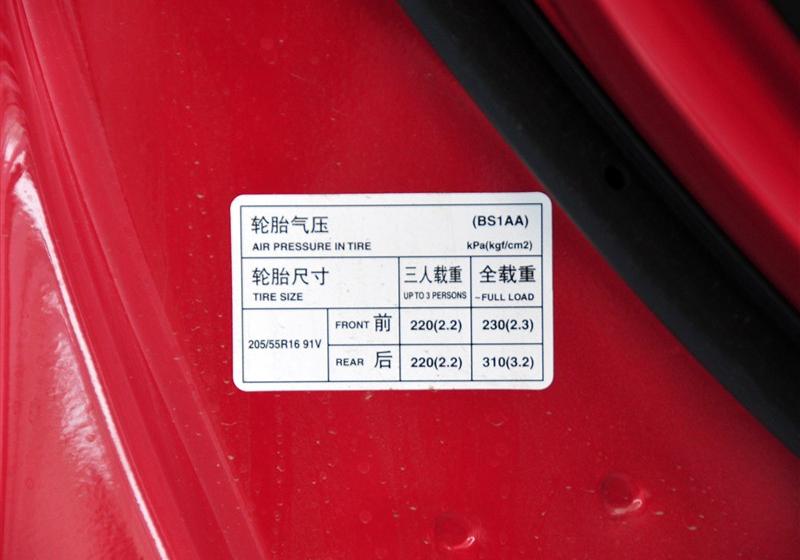 轮胎气压 (BS1AA)
AIR PRESSURE IN TIRE kPa(kgf/cm2)
轮胎尺寸 三人载重 全载重
TIRE SIZE UP TO 3 PERSONS ~FULL LOAD
205/55R16 91V FRONT 前 220(2.2) 230(2.3)
REAR 后 220(2.2) 310(3.2)